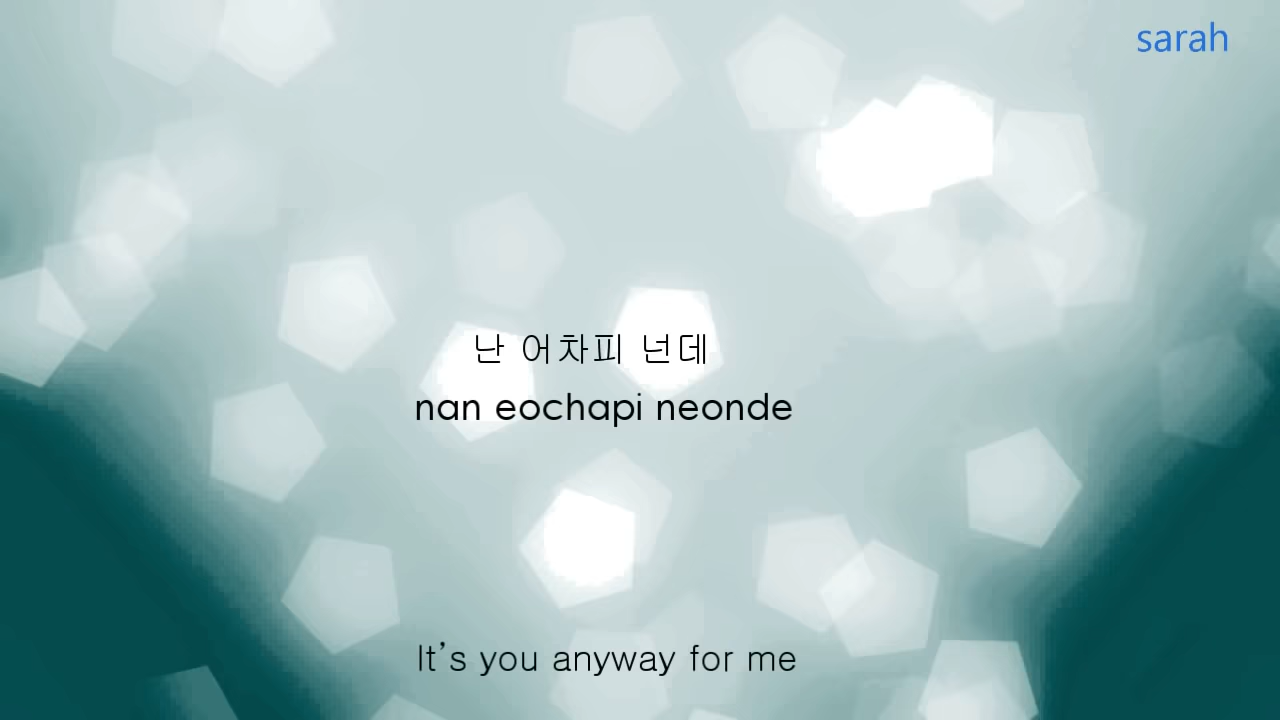 sarah
난 어차피 넌데
nan eochapi neonde
It's you anyway for me